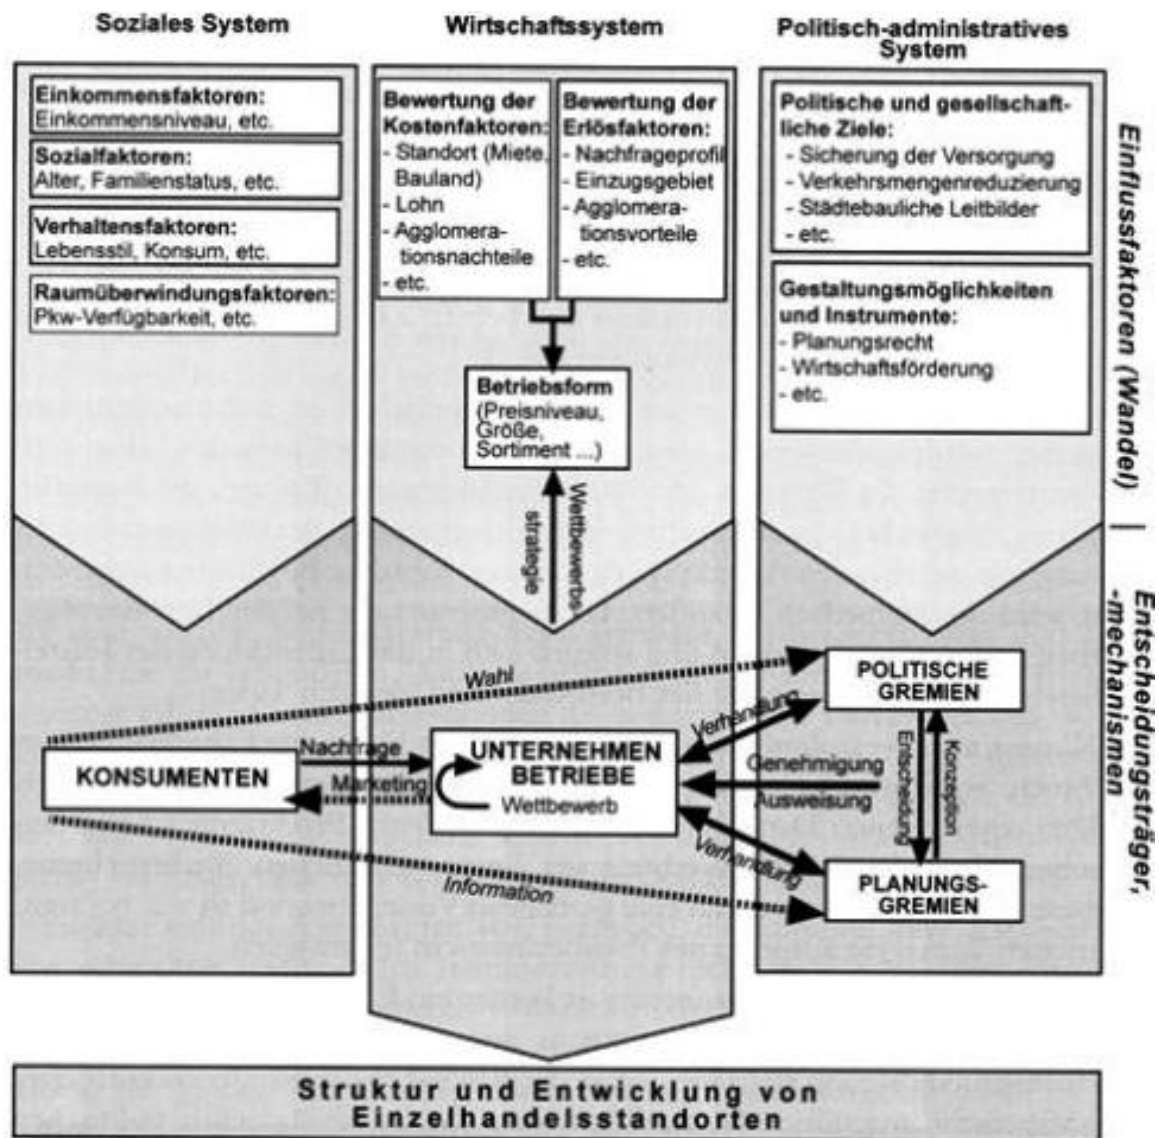 Soziales System
Wirtschaftssystem
Politisch-administratives
System
Einkommensfaktoren:
Einkommensniveau, etc.
Sozialfaktoren:
Alter, Familienstatus, etc.
Verhaltensfaktoren:
Lebensstil, Konsum, etc.
Raumüberwindungsfaktoren:
Pkw-Verfügbarkeit, etc.
Bewertung der
Kostenfaktoren:
- Standort (Miete,
Bauland)
- Lohn
- Agglomera-
tionsnachteile
- etc.
Bewertung der
Erlösfaktoren:
- Nachfrageprofil
- Einzugsgebiet
- Agglomera-
tionsvorteile
- etc.
Betriebsform
(Preisniveau,
Größe,
Sortiment ...)
Wettbewerbs-
strategie
Politische und gesellschaft-
liche Ziele:
- Sicherung der Versorgung
- Verkehrsmengenreduzierung
- Städtebauliche Leitbilder
- etc.
Gestaltungsmöglichkeiten
und Instrumente:
- Planungsrecht
- Wirtschaftsförderung
- etc.
Einflussfaktoren (Wandel)
Entscheidungsträger,
-mechanismen
Wahl
POLITISCHE
GREMIEN
Verhandlung
KONSUMENTEN
Nachfrage
Marketing
UNTERNEHMEN
BETRIEBE
Wettbewerb
Genehmigung
Ausweisung
Entscheidung
Konzeption
Verhandlung
Information
PLANUNGS-
GREMIEN
Struktur und Entwicklung von
Einzelhandelsstandorten